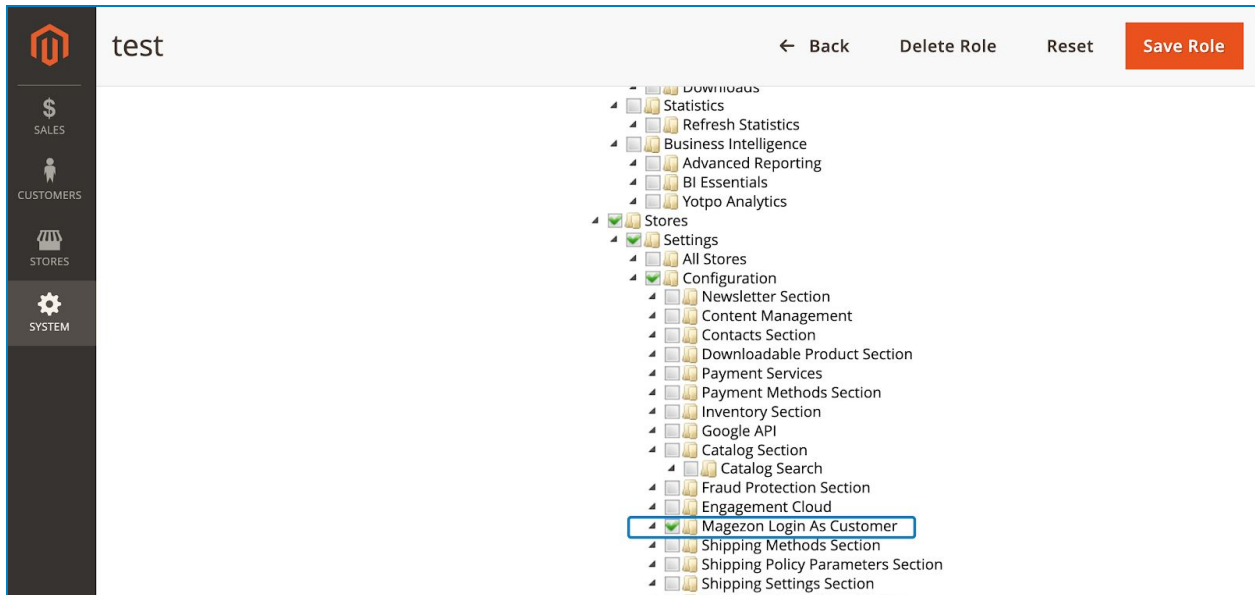 test
← Back
Delete Role
Reset
Save Role
$
SALES
CUSTOMERS
STORES
SYSTEM
Downloads
Statistics
Refresh Statistics
Business Intelligence
Advanced Reporting
BI Essentials
Yotpo Analytics
Stores
Settings
All Stores
Configuration
Newsletter Section
Content Management
Contacts Section
Downloadable Product Section
Payment Services
Payment Methods Section
Inventory Section
Google API
Catalog Section
Catalog Search
Fraud Protection Section
Engagement Cloud
Magezon Login As Customer
Shipping Methods Section
Shipping Policy Parameters Section
Shipping Settings Section